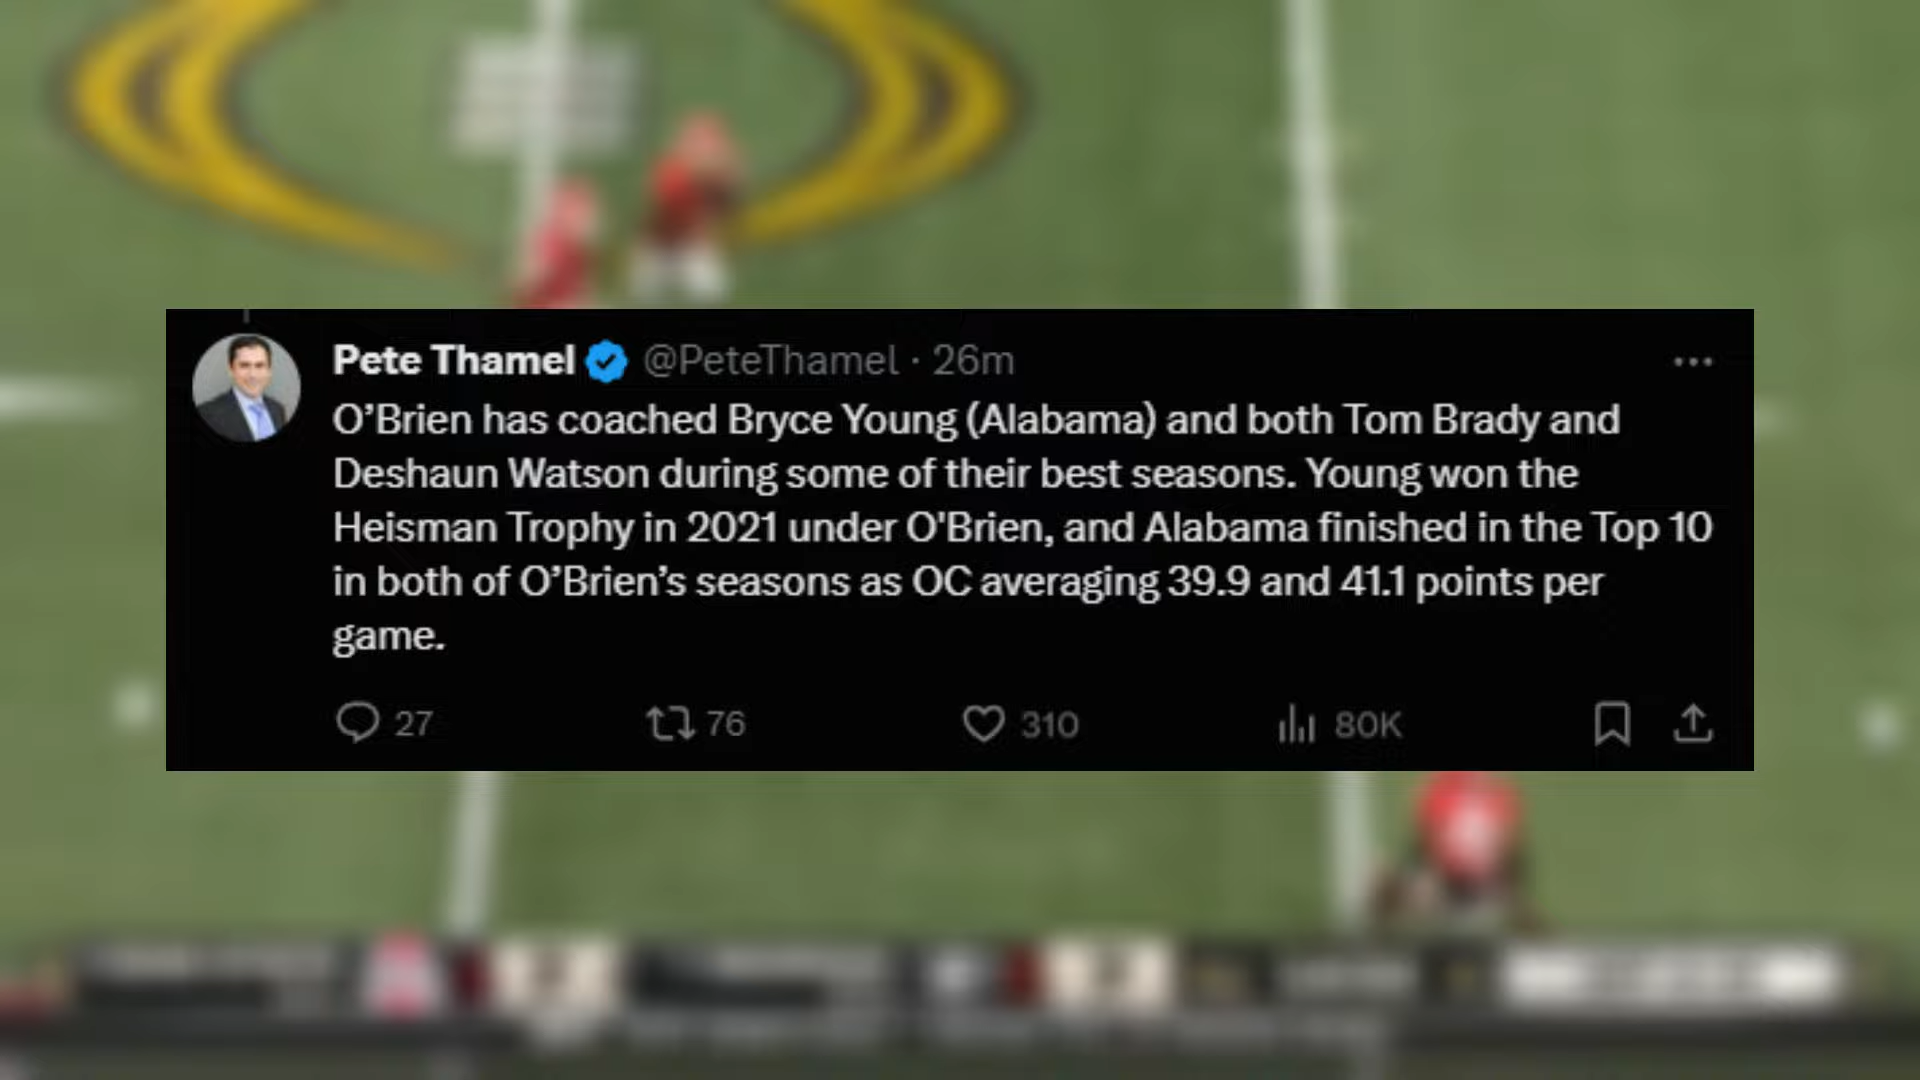 Pete Thamel @PeteThamel · 26m
O’Brien has coached Bryce Young (Alabama) and both Tom Brady and
Deshaun Watson during some of their best seasons. Young won the
Heisman Trophy in 2021 under O'Brien, and Alabama finished in the Top 10
in both of O’Brien’s seasons as OC averaging 39.9 and 41.1 points per
game.
27 76 310 80K